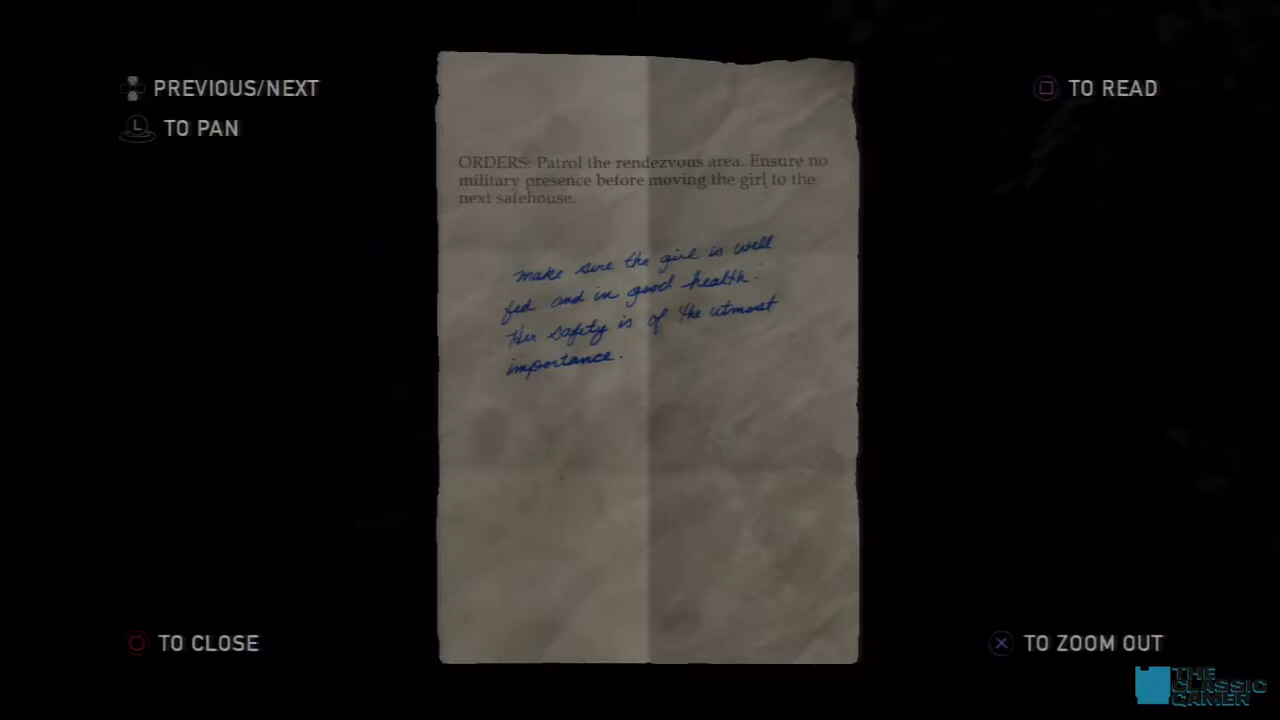 PREVIOUS/NEXT
L TO PAN
TO READ
ORDERS: Patrol the rendezvous area. Ensure no
military presence before moving the girl to the
next safehouse.
make sure the girl is well
fed and in good health.
Her safety is of the utmost
importance.
TO CLOSE
TO ZOOM OUT
THE
CLASSIC
GAMER